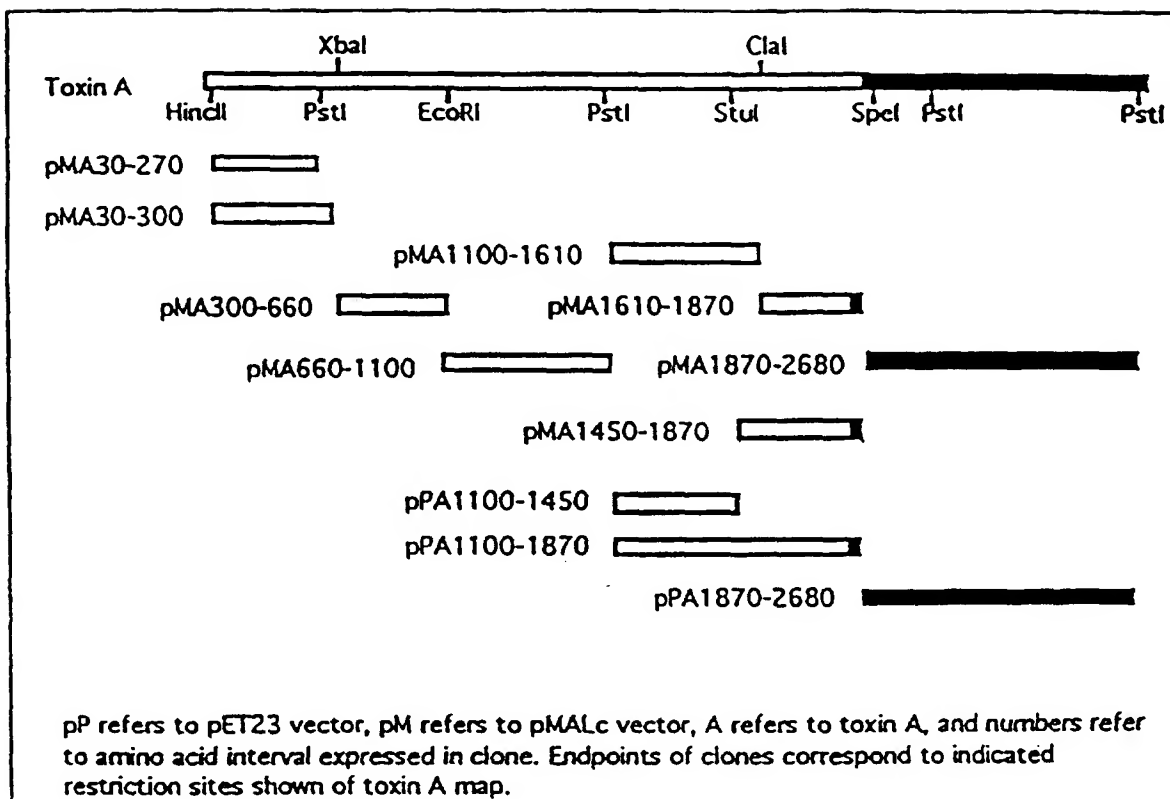 XbaI ClaI
Toxin A
HincII PstI EcoRI PstI StuI SpeI PstI PstI
pMA30-270
pMA30-300
pMA1100-1610
pMA300-660 pMA1610-1870
pMA660-1100 pMA1870-2680
pMA1450-1870
pPA1100-1450
pPA1100-1870
pPA1870-2680
pP refers to pET23 vector, pM refers to pMALc vector, A refers to toxin A, and numbers refer
to amino acid interval expressed in clone. Endpoints of clones correspond to indicated
restriction sites shown of toxin A map.